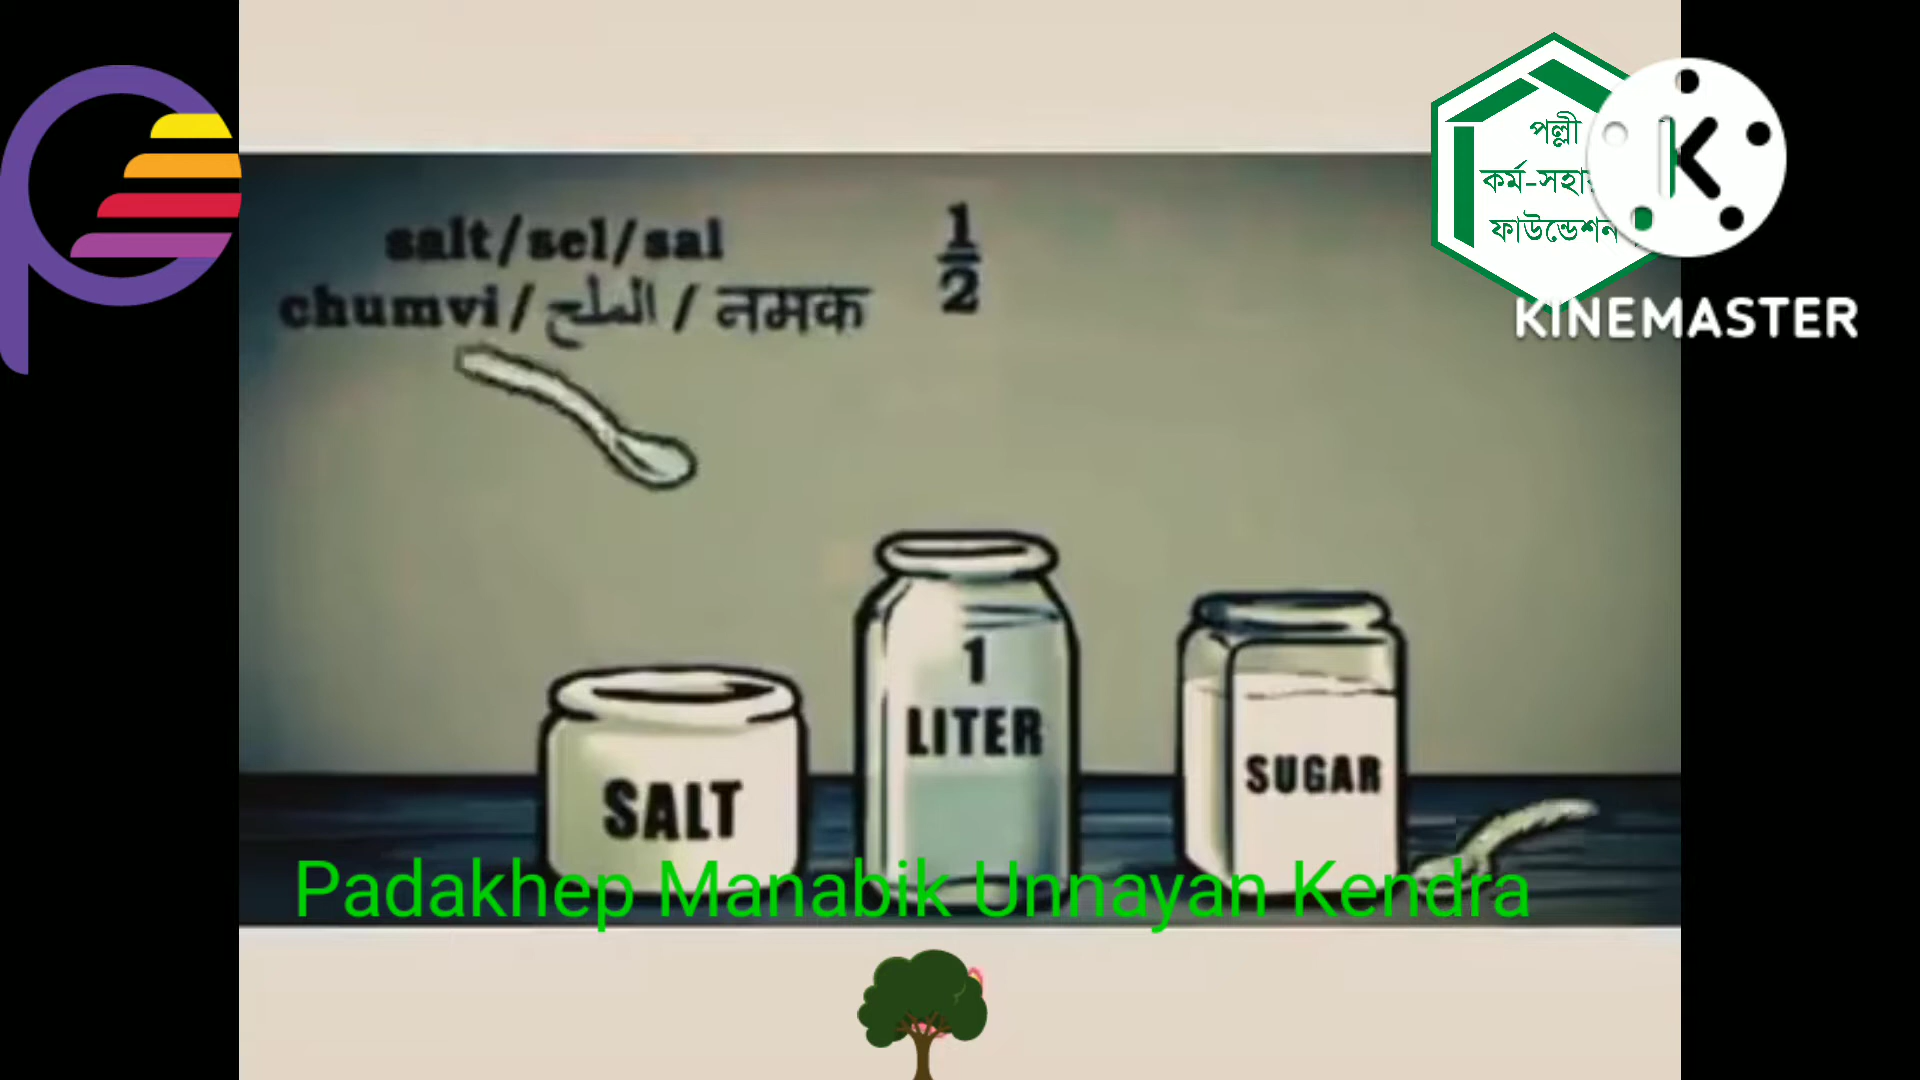 salt/sel/sal
chumvi/الملح/नमक
1
2
পল্লী
কর্ম-সহা
ফাউন্ডেশন
K
KINEMASTER
1
LITER
SALT
SUGAR
Padakhep Manabik Unnayan Kendra